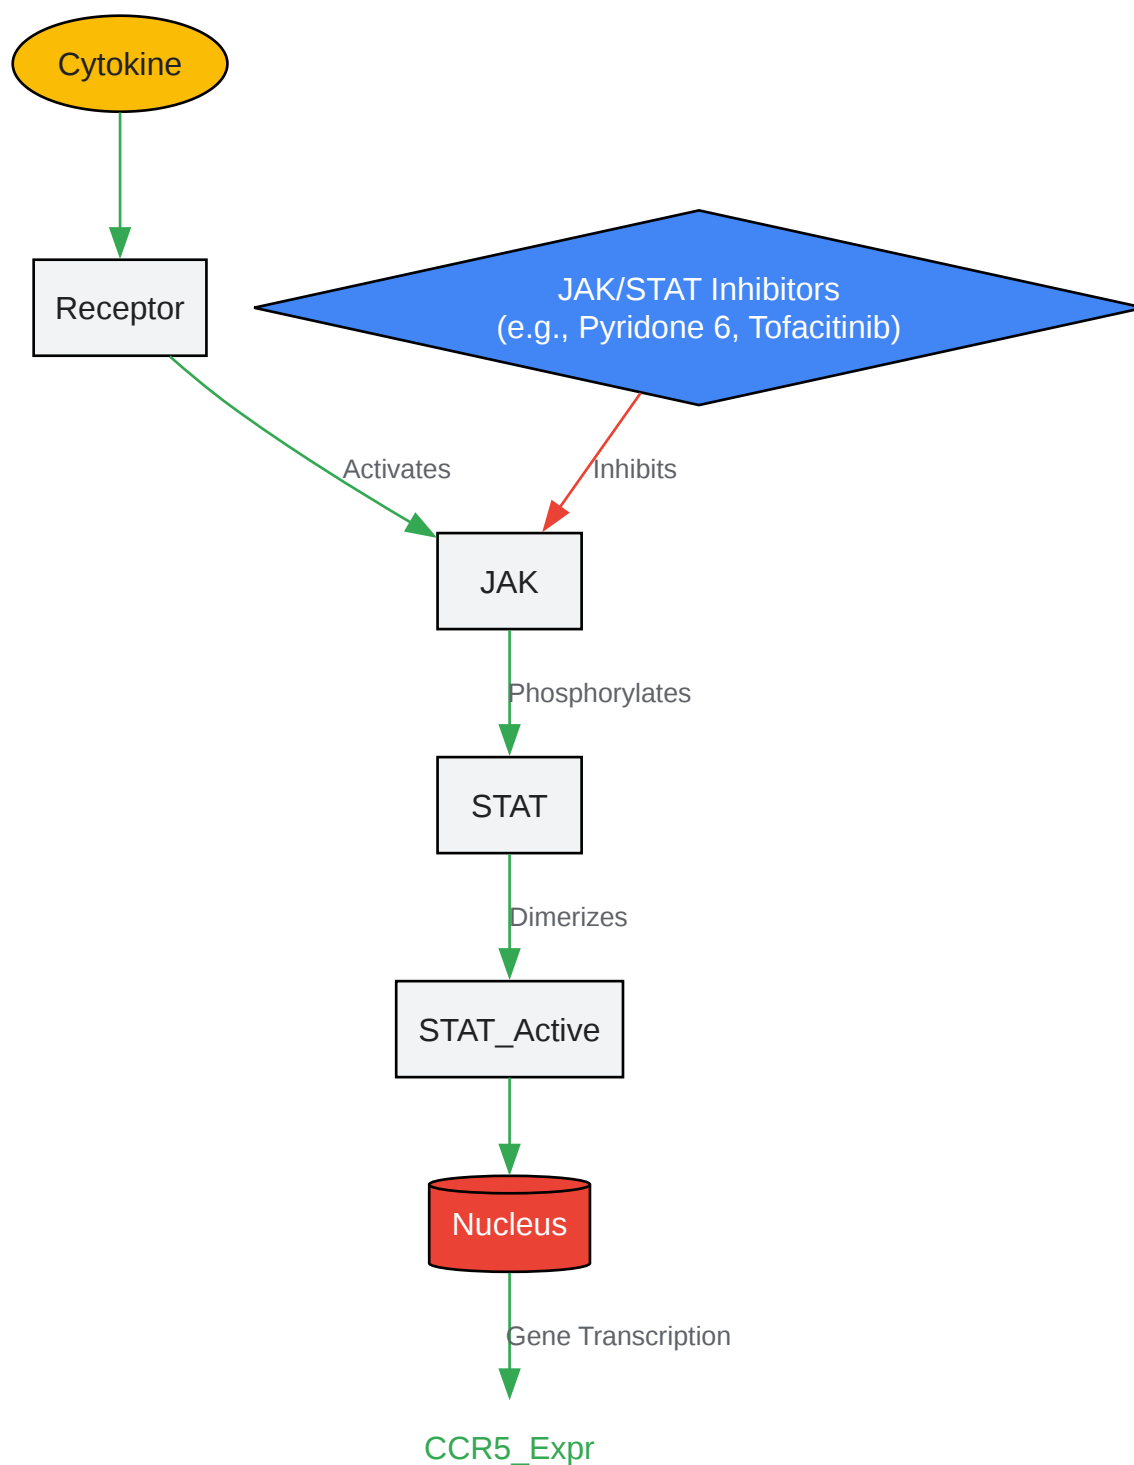 Cytokine
Receptor
JAK/STAT Inhibitors
(e.g., Pyridone 6, Tofacitinib)
Activates
Inhibits
JAK
Phosphorylates
STAT
Dimerizes
STAT_Active
Nucleus
Gene Transcription
CCR5_Expr